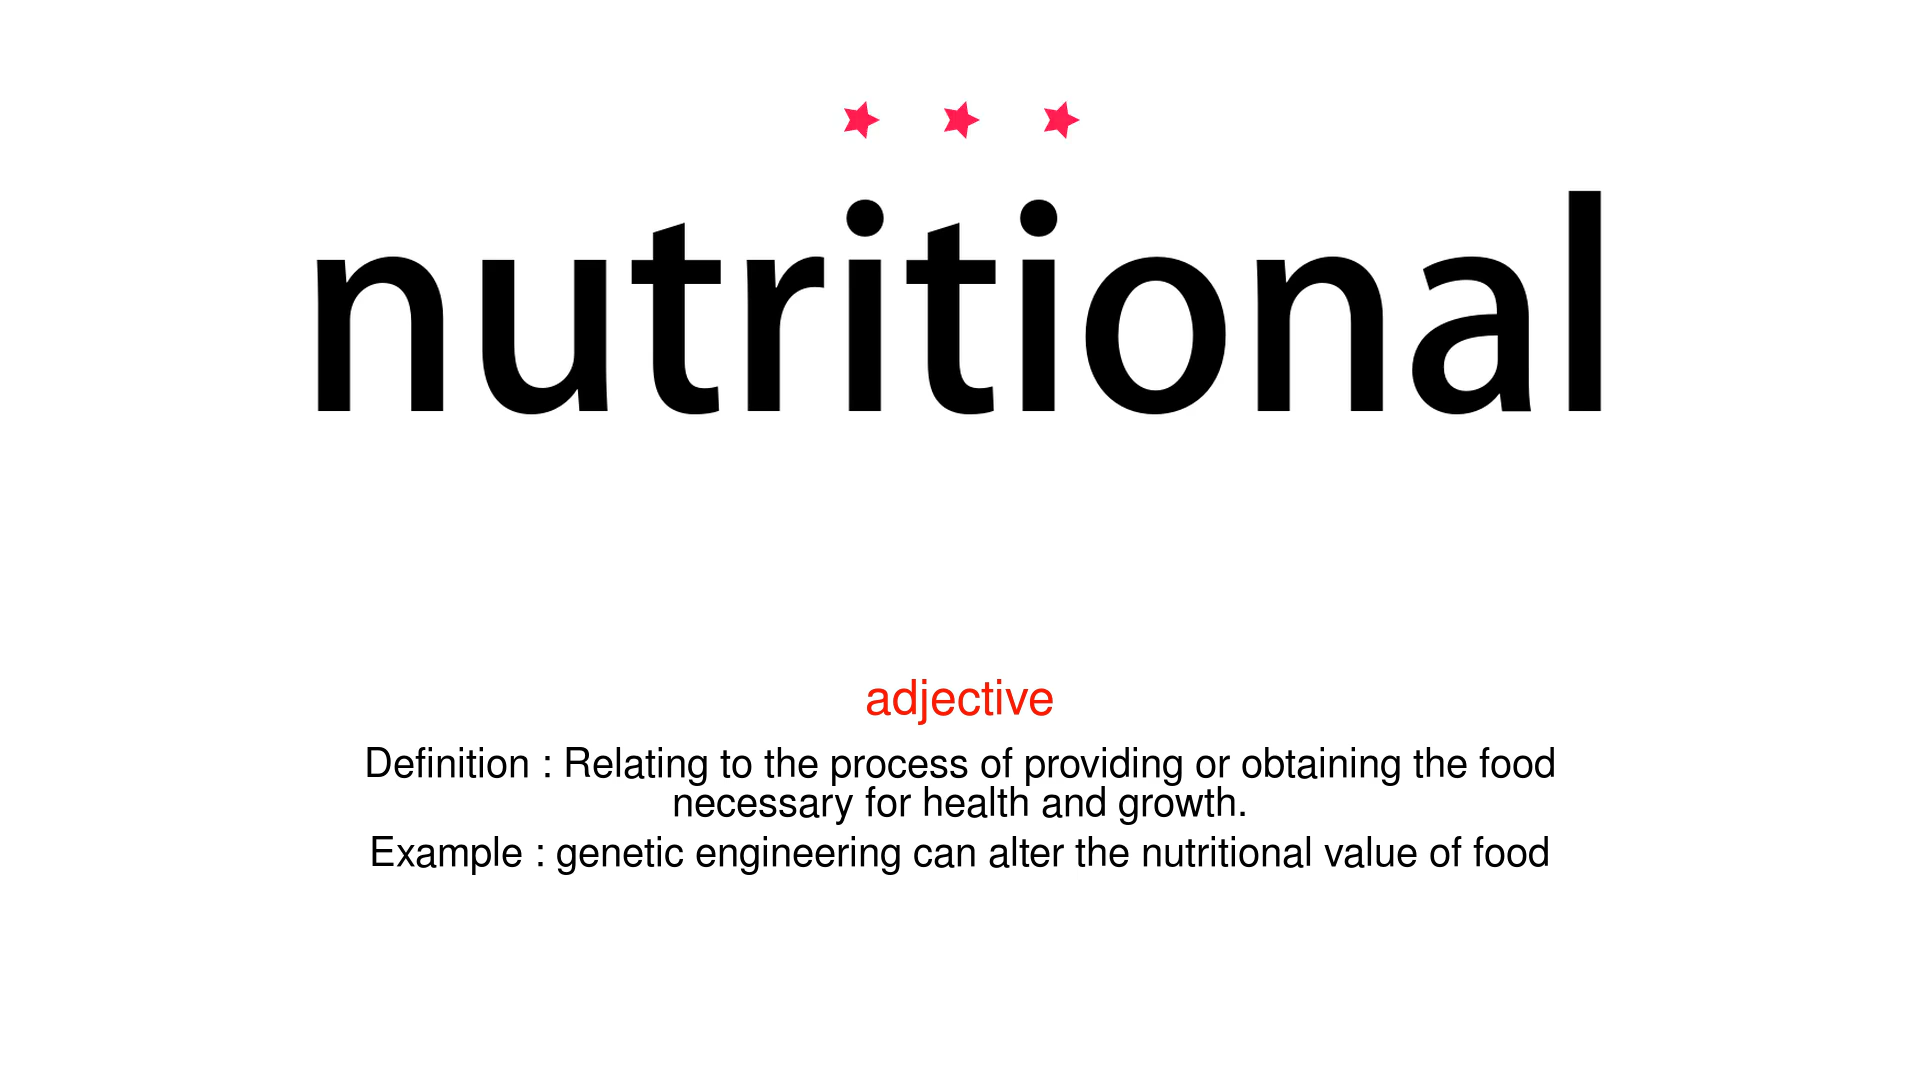 nutritional
adjective
Definition : Relating to the process of providing or obtaining the food
necessary for health and growth.
Example : genetic engineering can alter the nutritional value of food